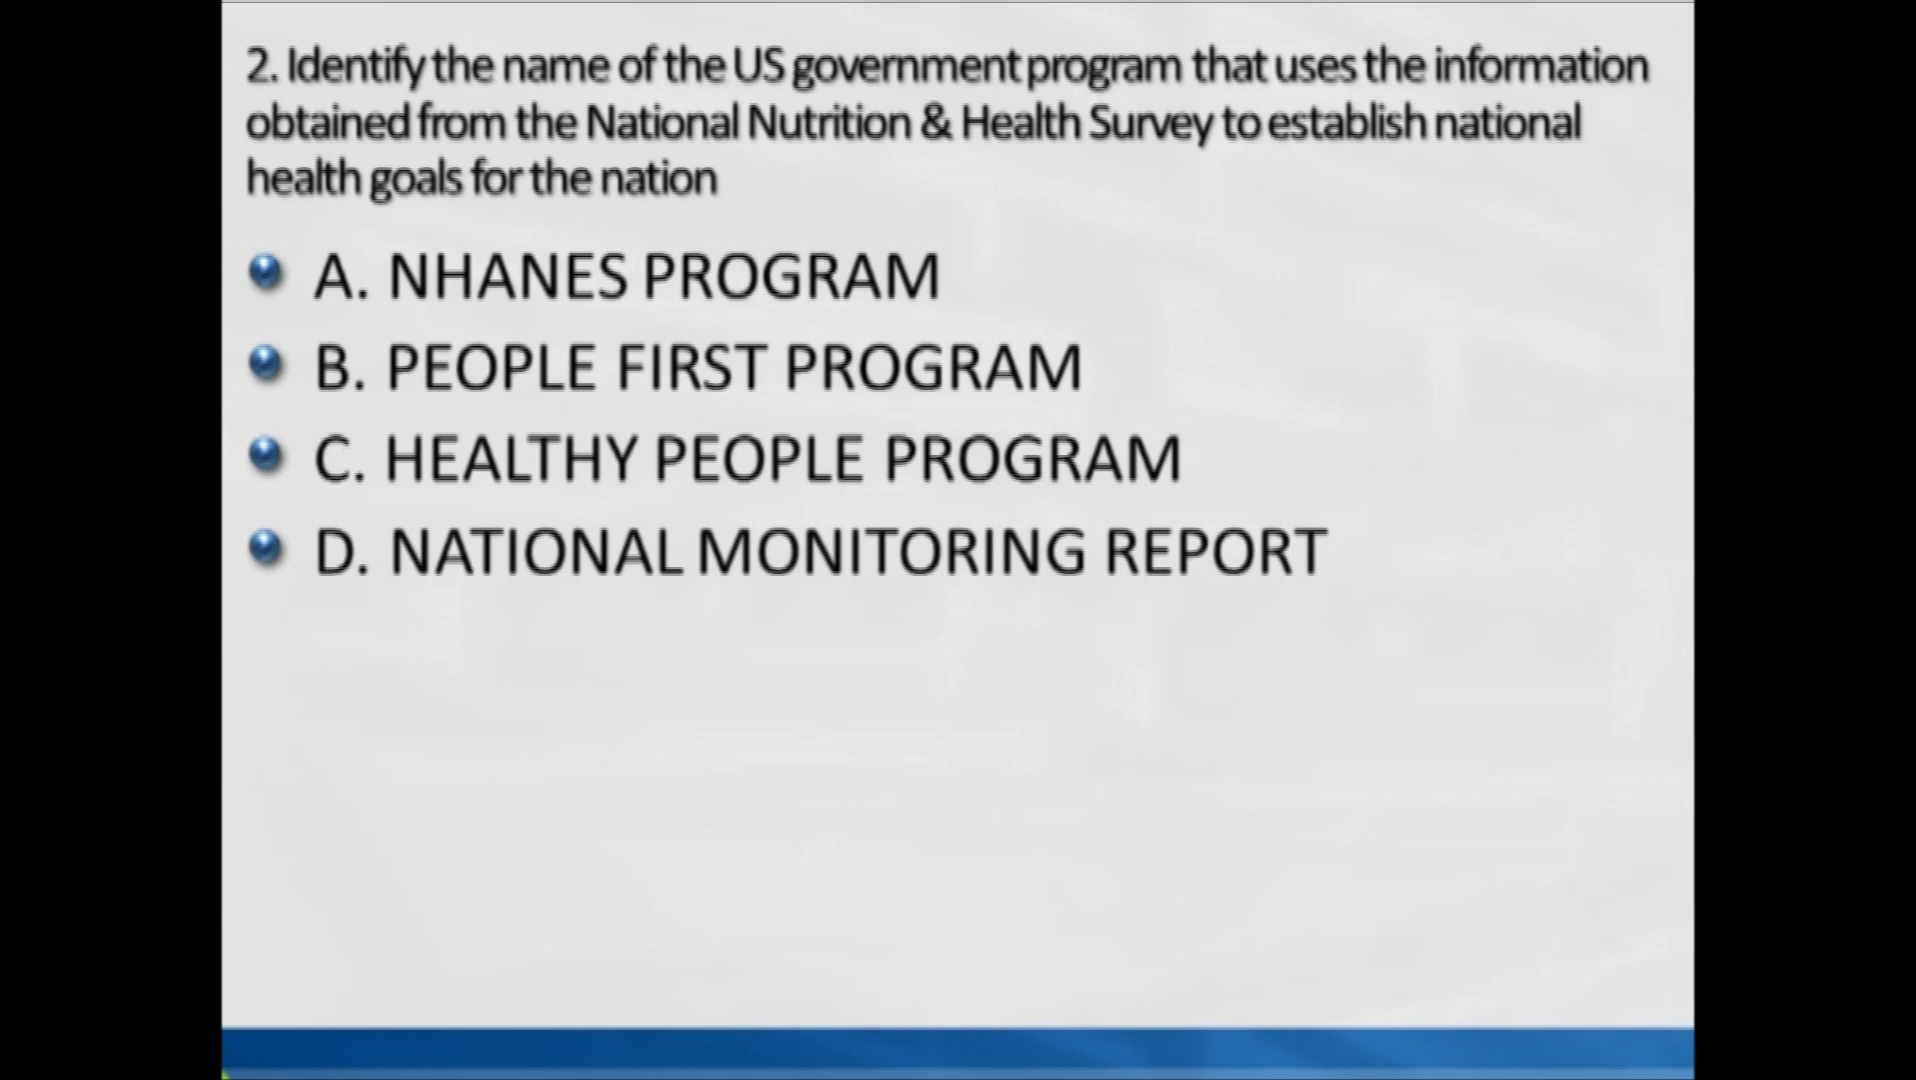 2. Identify the name of the US government program that uses the information
obtained from the National Nutrition & Health Survey to establish national
health goals for the nation
A. NHANES PROGRAM
B. PEOPLE FIRST PROGRAM
C. HEALTHY PEOPLE PROGRAM
D. NATIONAL MONITORING REPORT